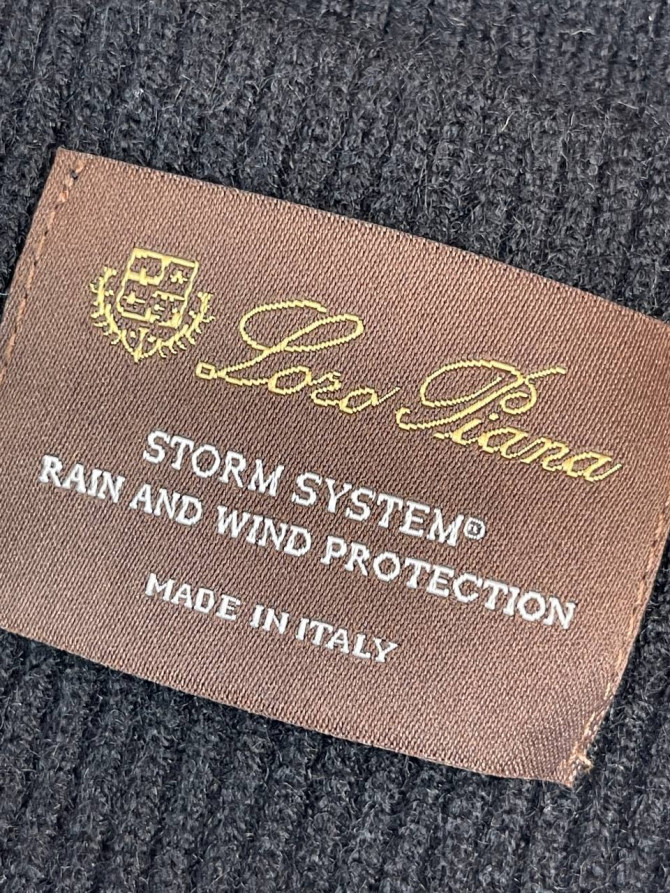 Loro Piana
STORM SYSTEM®
RAIN AND WIND PROTECTION
MADE IN ITALY